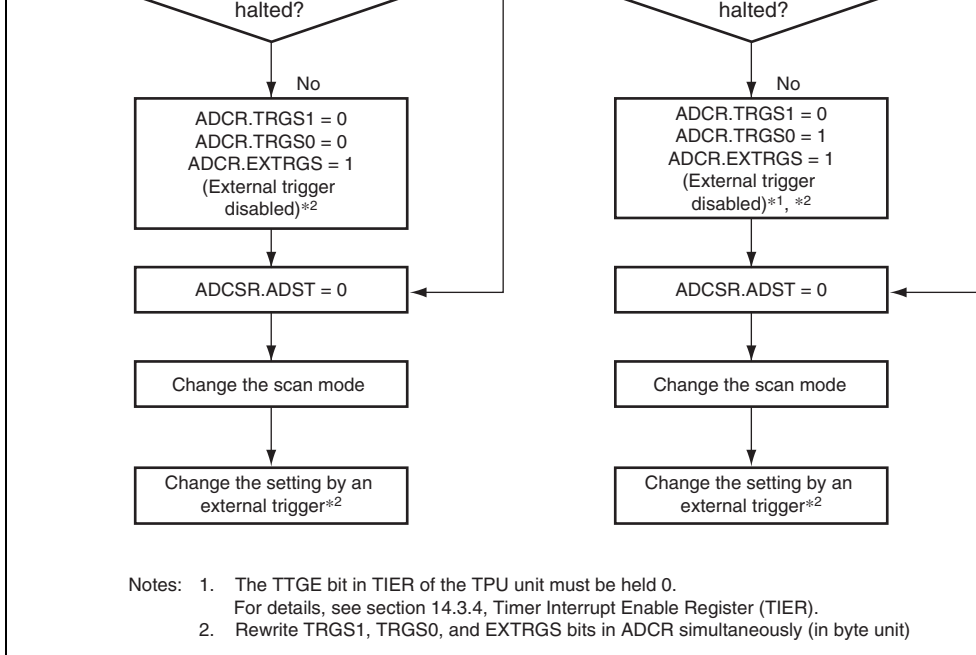 halted?
No
ADCR.TRGS1 = 0
ADCR.TRGS0 = 0
ADCR.EXTRGS = 1
(External trigger
disabled)*2
ADCSR.ADST = 0
Change the scan mode
Change the setting by an
external trigger*2
halted?
No
ADCR.TRGS1 = 0
ADCR.TRGS0 = 1
ADCR.EXTRGS = 1
(External trigger
disabled)*1, *2
ADCSR.ADST = 0
Change the scan mode
Change the setting by an
external trigger*2
Notes: 1. The TTGE bit in TIER of the TPU unit must be held 0.
For details, see section 14.3.4, Timer Interrupt Enable Register (TIER).
2. Rewrite TRGS1, TRGS0, and EXTRGS bits in ADCR simultaneously (in byte unit)